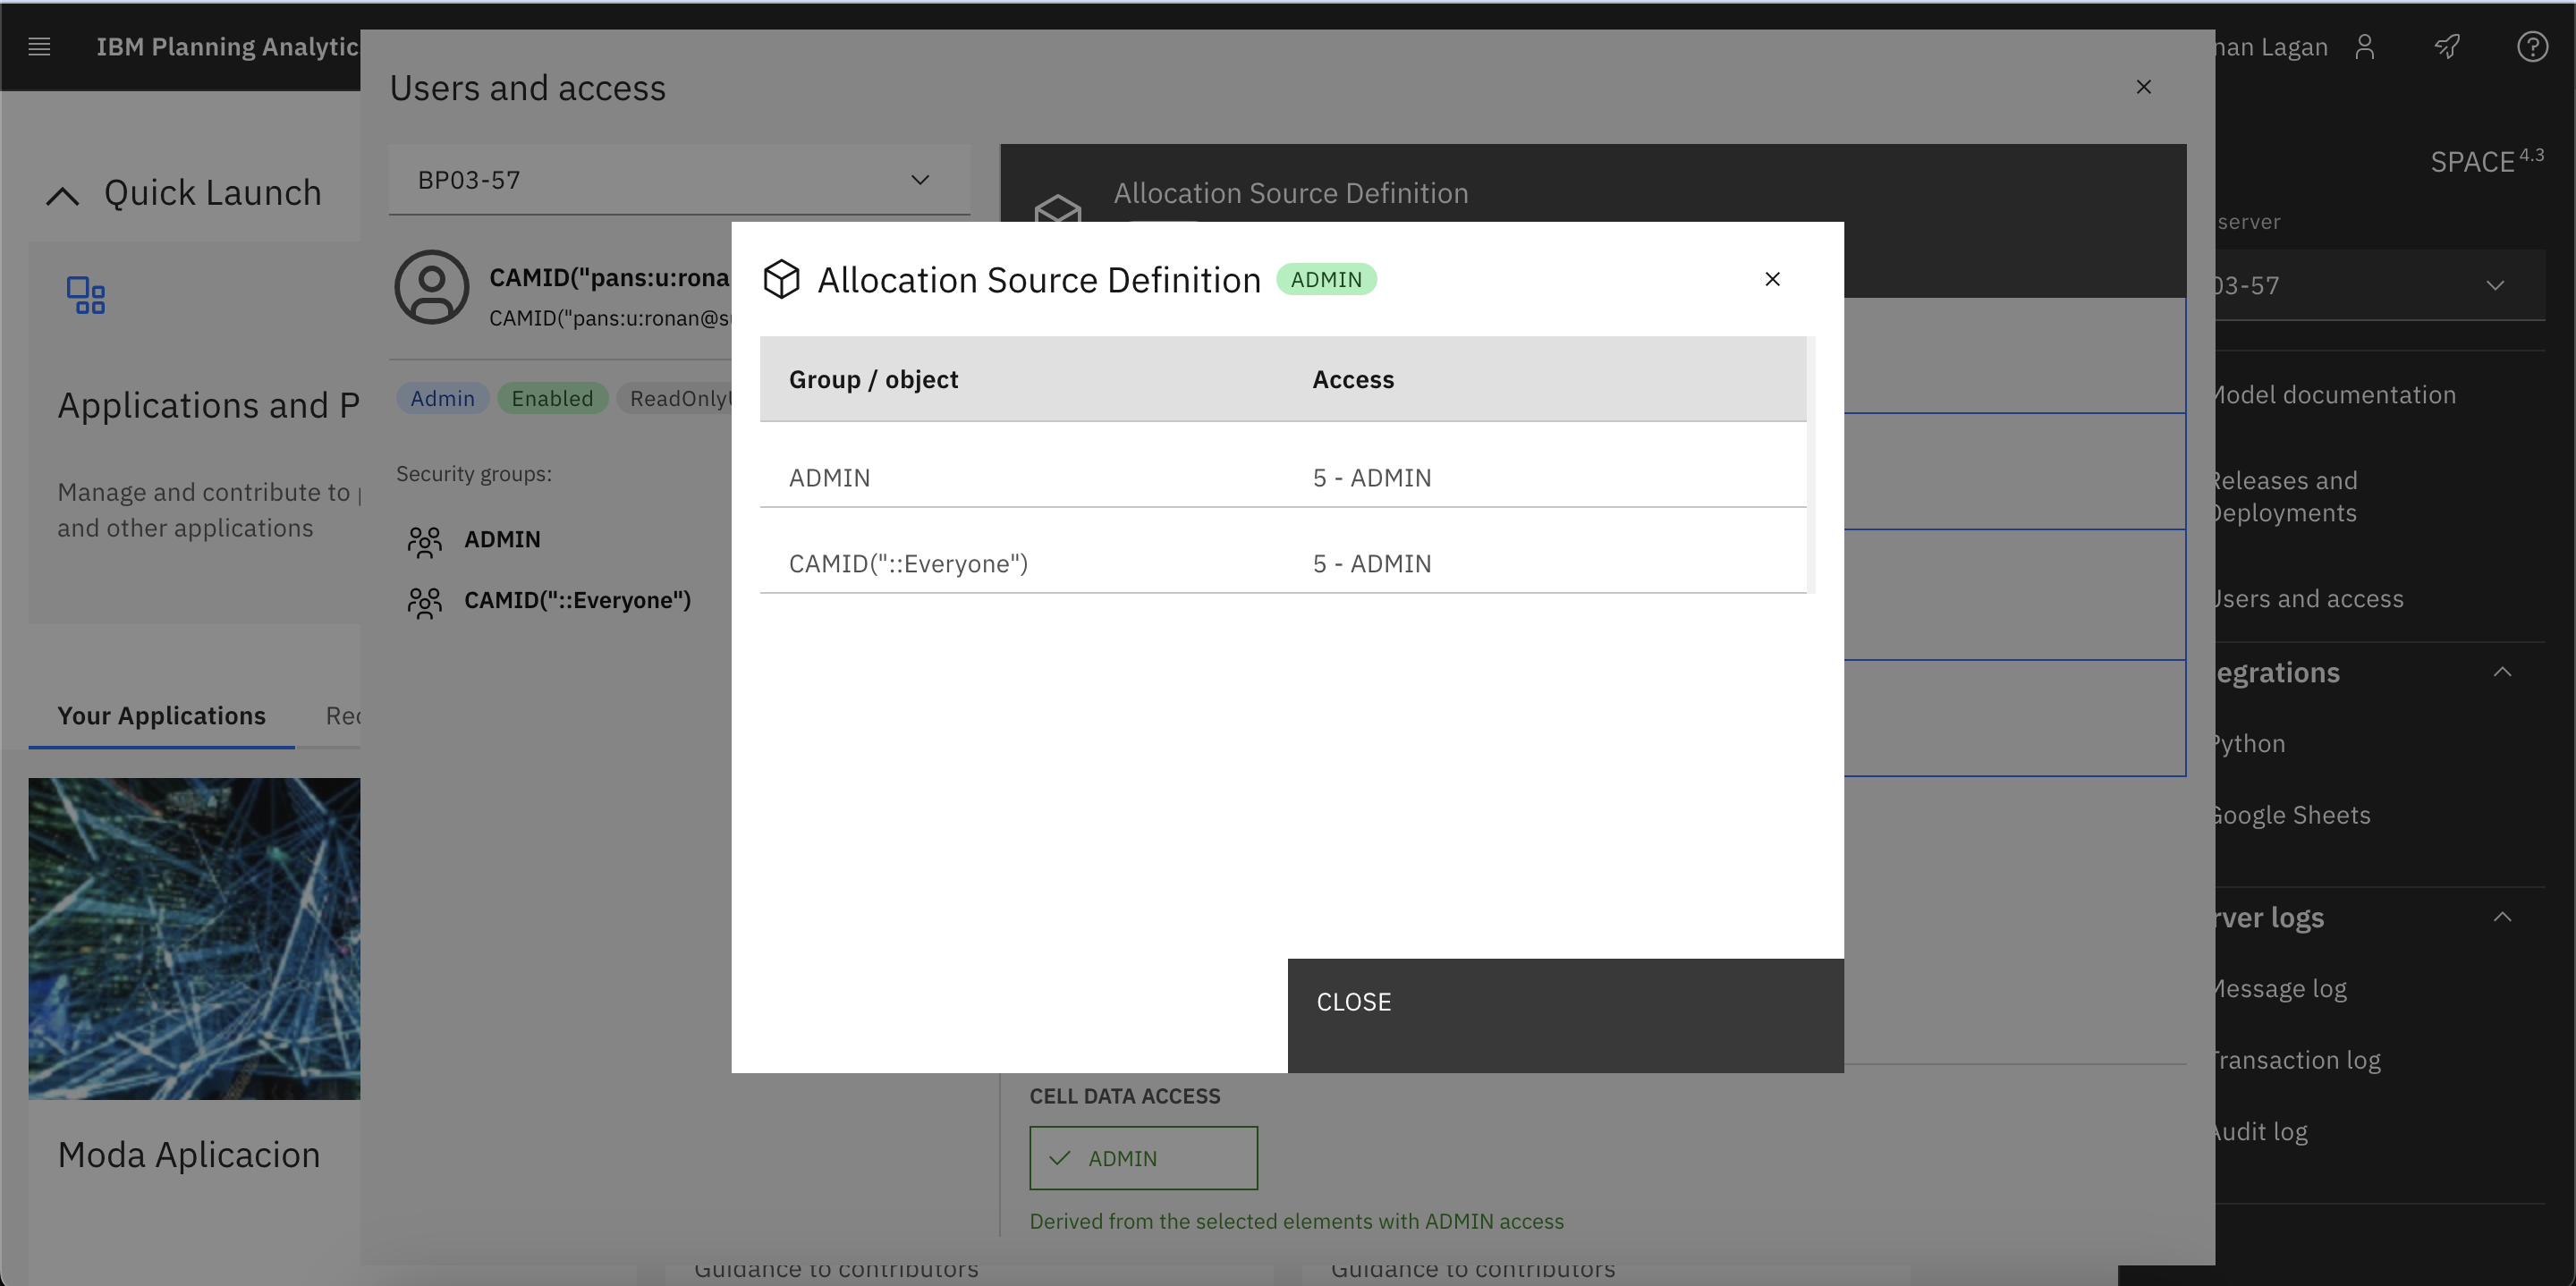 IBM Planning Analytic
Lagan
Users and access
SPACE 4.3
BP03-57
Allocation Source Definition
Quick Launch
server
03-57
CAMID("pans:u:rona
CAMID("pans:u:ronan@s
Allocation Source Definition
ADMIN
Group / object
Access
ADMIN
5 - ADMIN
CAMID("::Everyone")
5 - ADMIN
Admin
Enabled
Applications and P
Manage and contribute to
and other applications
Security groups:
ADMIN
CAMID("::Everyone")
Your Applications
Model documentation
Releases and
Deployments
Users and access
egrations
Python
Google Sheets
rver logs
Message log
Transaction log
Audit log
CLOSE
CELL DATA ACCESS
ADMIN
Derived from the selected elements with ADMIN access
Moda Aplicacion
Guidance to contributors
Guidance to contributors